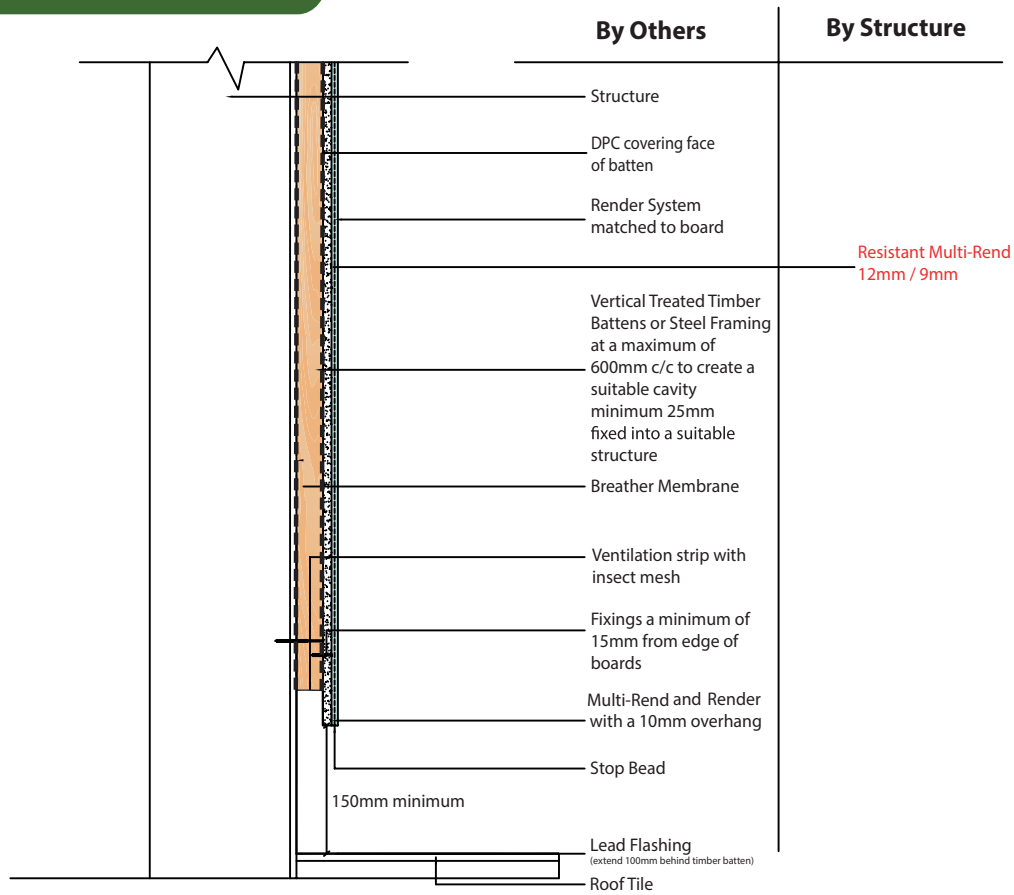 By Others
By Structure
Structure
DPC covering face
of batten
Render System
matched to board
Resistant Multi-Rend
12mm / 9mm
Vertical Treated Timber
Battens or Steel Framing
at a maximum of
600mm c/c to create a
suitable cavity
minimum 25mm
fixed into a suitable
structure
Breather Membrane
Ventilation strip with
insect mesh
Fixings a minimum of
15mm from edge of
boards
Multi-Rend and Render
with a 10mm overhang
Stop Bead
150mm minimum
Lead Flashing
(extend 100mm behind timber batten)
Roof Tile